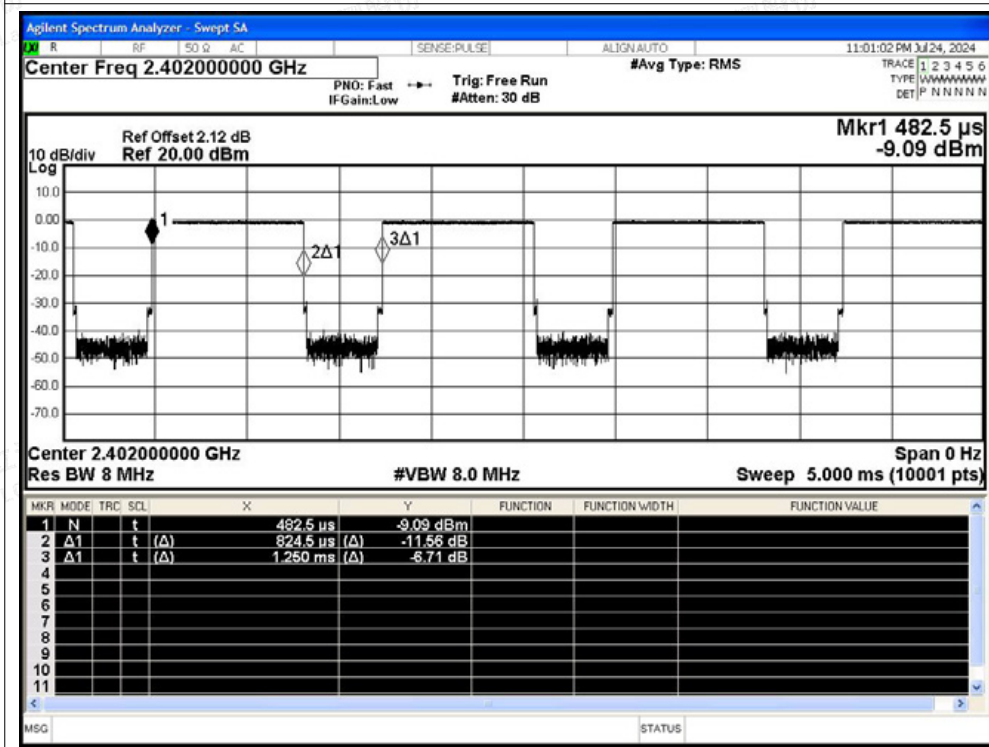 Agilent Spectrum Analyzer - Swept SA
LXI R RF 50 Ω AC SENSE:PULSE ALIGN AUTO 11:01:02 PM Jul 24, 2024
Center Freq 2.402000000 GHz #Avg Type: RMS TRACE 1 2 3 4 5 6
PNO: Fast Trig: Free Run TYPE WWWWWWW
IFGain:Low #Atten: 30 dB DET P N N N N N
Mkr1 482.5 µs
-9.09 dBm
Ref Offset 2.12 dB
10 dB/div Ref 20.00 dBm
Log
10.0
0.00
-10.0
-20.0
-30.0
-40.0
-50.0
-60.0
-70.0
1
2Δ1
3Δ1
Center 2.402000000 GHz Span 0 Hz
Res BW 8 MHz #VBW 8.0 MHz Sweep 5.000 ms (10001 pts)
MKR MODE TRC SCL X Y FUNCTION FUNCTION WIDTH FUNCTION VALUE
1 N t 482.5 µs -9.09 dBm
2 Δ1 t (Δ) 824.5 µs (Δ) -11.56 dB
3 Δ1 t (Δ) 1.250 ms (Δ) -6.71 dB
4
5
6
7
8
9
10
11
MSG STATUS